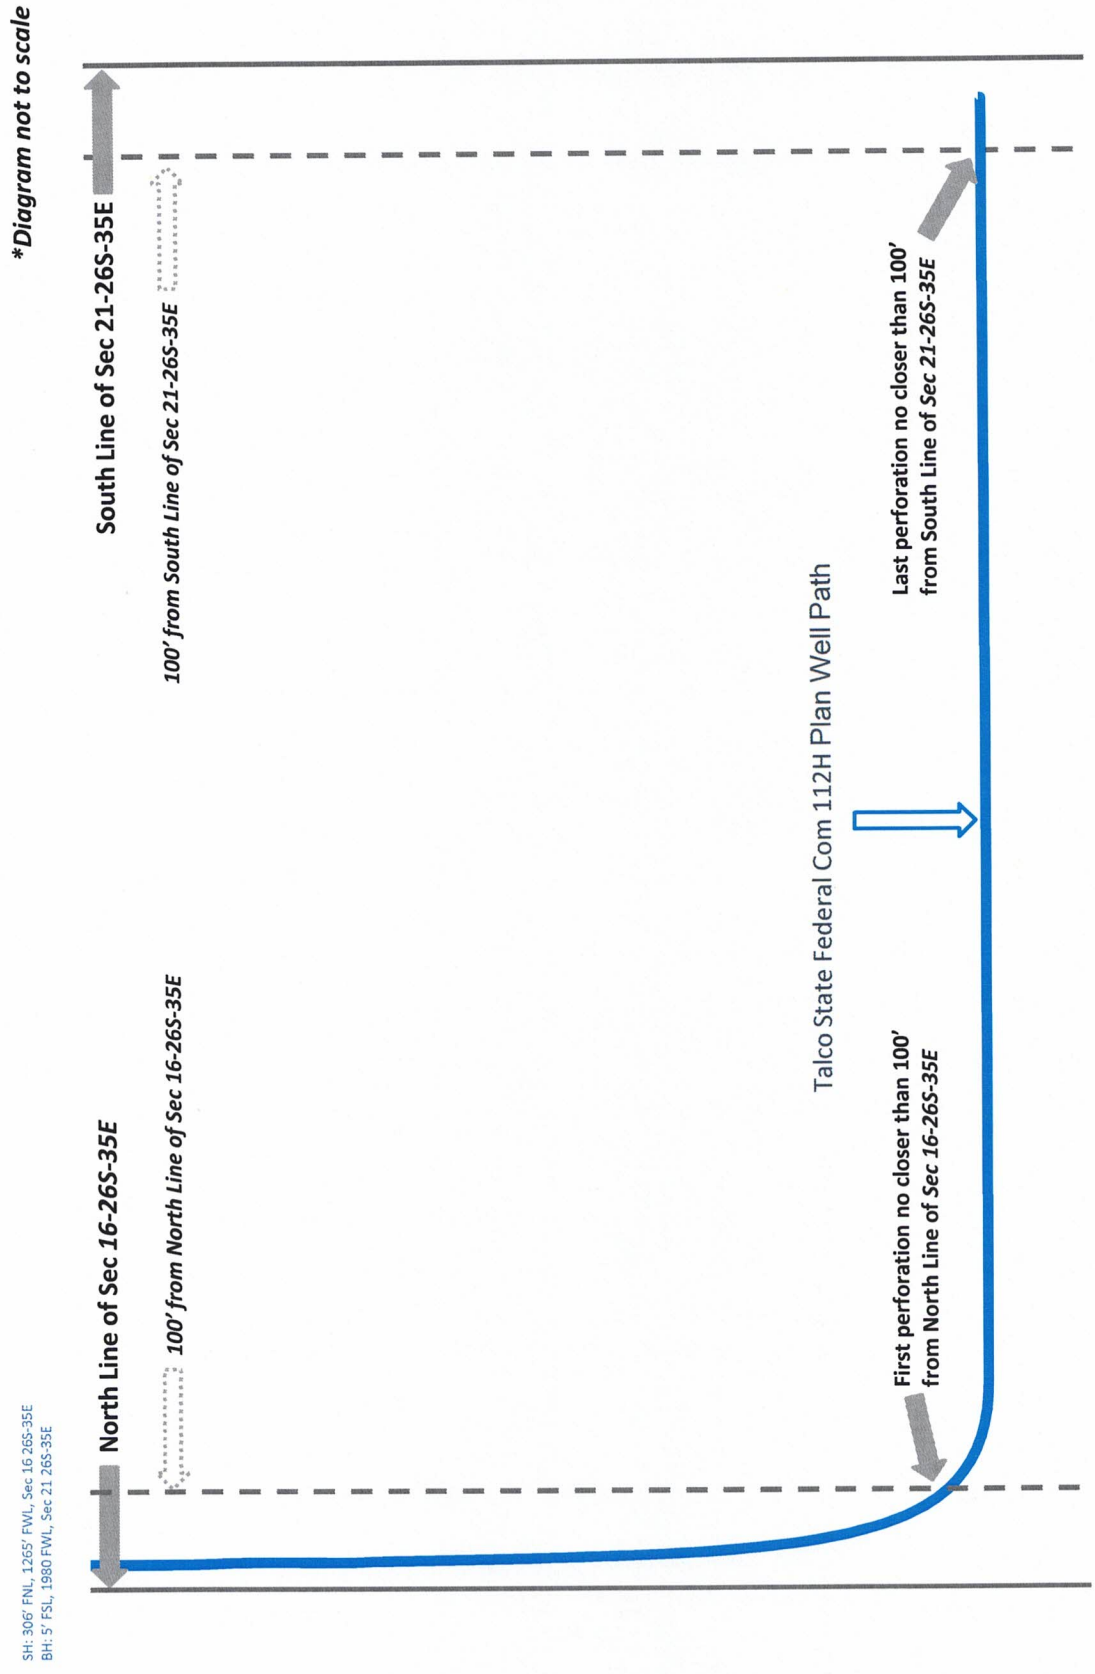 SH: 306' FNL, 1265' FWL, Sec 16 26S-35E
BH: 5' FSL, 1980 FWL, Sec 21 26S-35E
*Diagram not to scale
North Line of Sec 16-26S-35E
South Line of Sec 21-26S-35E
100' from North Line of Sec 16-26S-35E
100' from South Line of Sec 21-26S-35E
Talco State Federal Com 112H Plan Well Path
First perforation no closer than 100'
from North Line of Sec 16-26S-35E
Last perforation no closer than 100'
from South Line of Sec 21-26S-35E